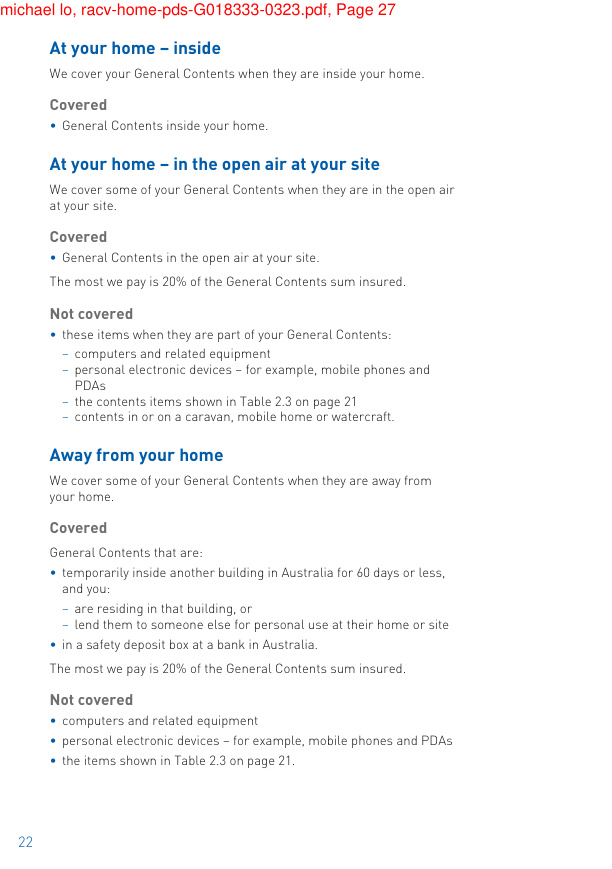 michael lo, racv-home-pds-G018333-0323.pdf, Page 27
At your home – inside
We cover your General Contents when they are inside your home.
Covered
• General Contents inside your home.
At your home – in the open air at your site
We cover some of your General Contents when they are in the open air
at your site.
Covered
• General Contents in the open air at your site.
The most we pay is 20% of the General Contents sum insured.
Not covered
• these items when they are part of your General Contents:
– computers and related equipment
– personal electronic devices – for example, mobile phones and
PDAs
– the contents items shown in Table 2.3 on page 21
– contents in or on a caravan, mobile home or watercraft.
Away from your home
We cover some of your General Contents when they are away from
your home.
Covered
General Contents that are:
• temporarily inside another building in Australia for 60 days or less,
and you:
– are residing in that building, or
– lend them to someone else for personal use at their home or site
• in a safety deposit box at a bank in Australia.
The most we pay is 20% of the General Contents sum insured.
Not covered
• computers and related equipment
• personal electronic devices – for example, mobile phones and PDAs
• the items shown in Table 2.3 on page 21.
22